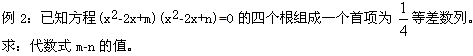 例 2：已知方程(x²-2x+m)(x²-2x+n)=0 的四个根组成一个首项为 1/4 等差数列。
求：代数式 m-n 的值。